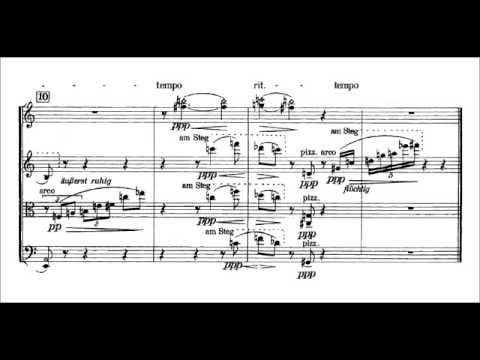 - - - - tempo rit. - - tempo
10
ppp
am Steg am Steg
pizz. arco
äußerst ruhig ppp ppp 5
flüchtig
arco am Steg pizz.
pp ppp ppp
am Steg pizz.
ppp ppp